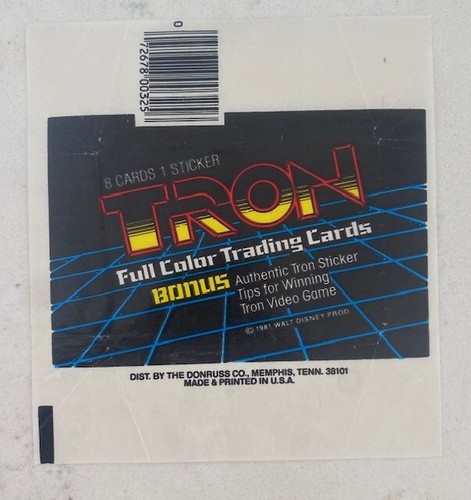 0
72678 00325
8 CARDS 1 STICKER
TRON
Full Color Trading Cards
BONUS Authentic Tron Sticker
Tips for Winning
Tron Video Game
© 1981 WALT DISNEY PROD
DIST. BY THE DONRUSS CO., MEMPHIS, TENN. 38101
MADE & PRINTED IN U.S.A.